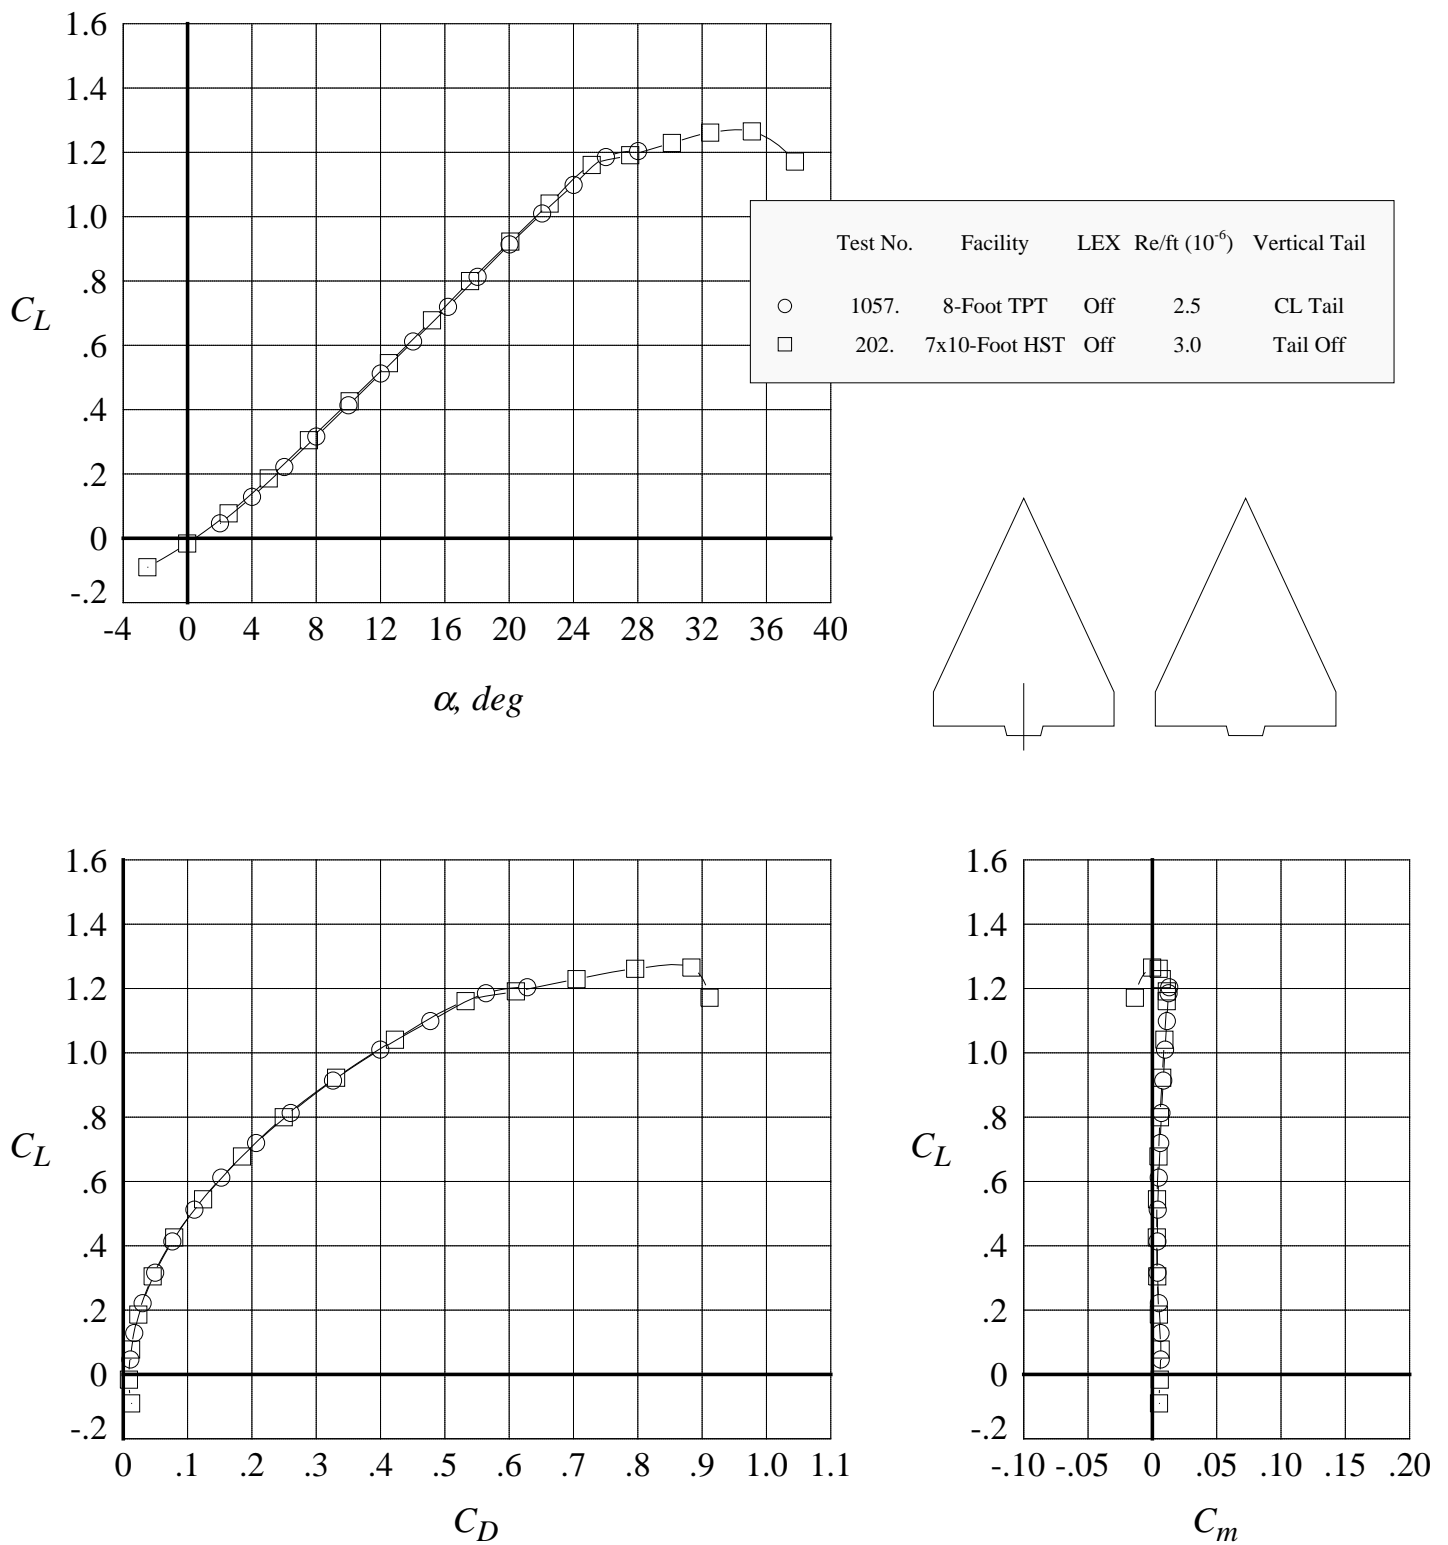 1.6
1.4
1.2
1.0
.8
.6
.4
.2
0
-.2
C_L
-4 0 4 8 12 16 20 24 28 32 36 40
α, deg
Test No. Facility LEX Re/ft (10⁻⁶) Vertical Tail
1057. 8-Foot TPT Off 2.5 CL Tail
202. 7x10-Foot HST Off 3.0 Tail Off
1.6
1.4
1.2
1.0
.8
.6
.4
.2
0
-.2
C_L
0 .1 .2 .3 .4 .5 .6 .7 .8 .9 1.0 1.1
C_D
1.6
1.4
1.2
1.0
.8
.6
.4
.2
0
-.2
C_L
-.10 -.05 0 .05 .10 .15 .20
C_m